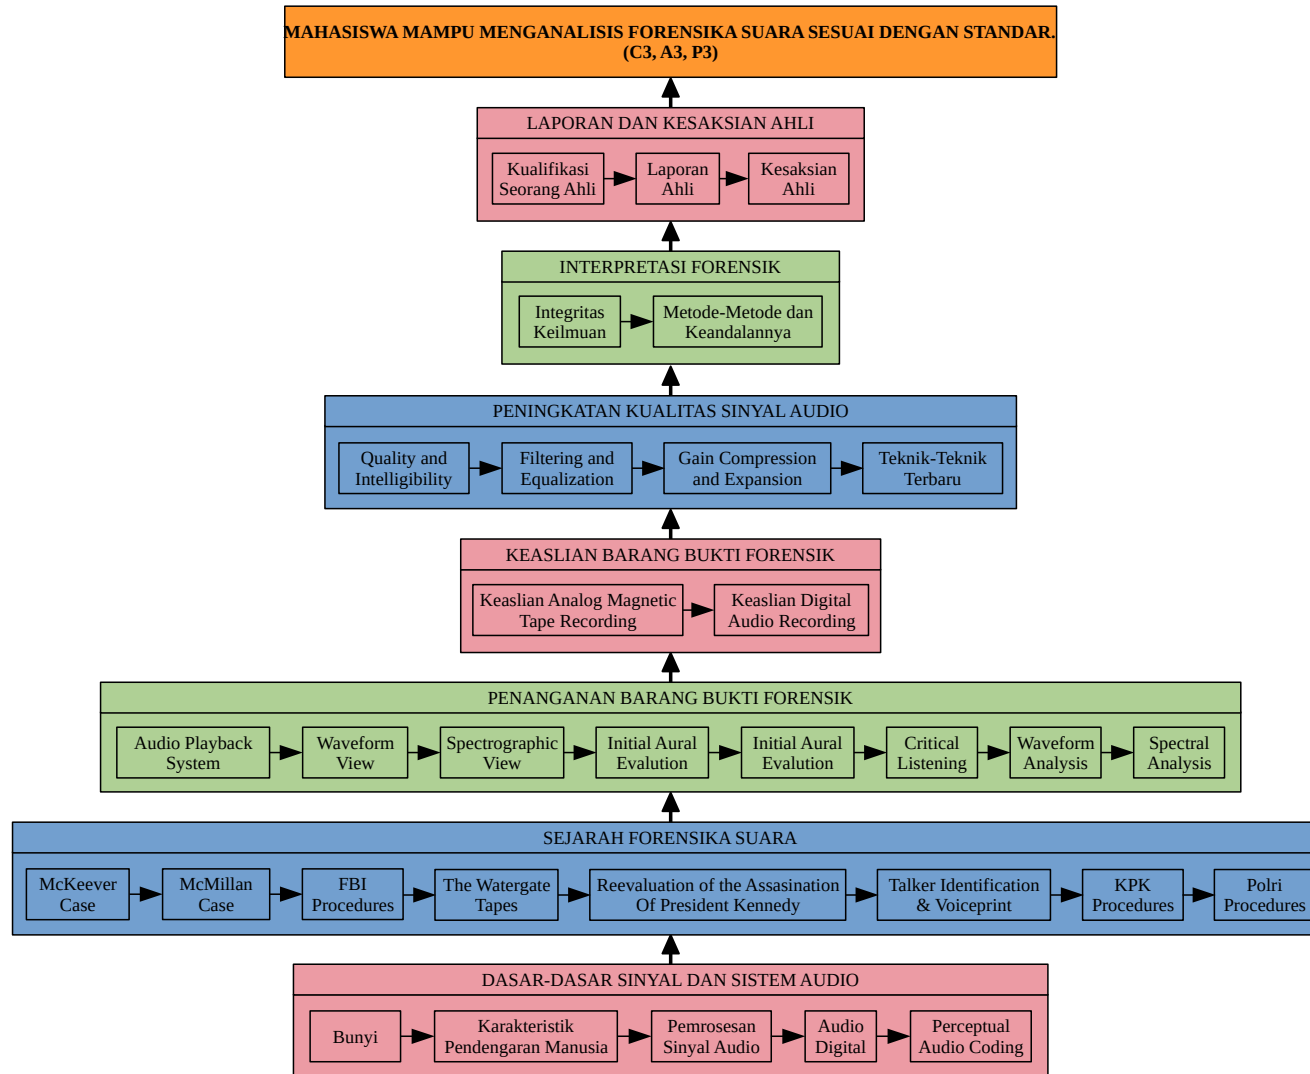 MAHASISWA MAMPU MENGANALISIS FORENSIKA SUARA SESUAI DENGAN STANDAR.
(C3, A3, P3)
LAPORAN DAN KESAKSIAN AHLI
Kualifikasi
Seorang Ahli
Laporan
Ahli
Kesaksian
Ahli
INTERPRETASI FORENSIK
Integritas
Keilmuan
Metode-Metode dan
Keandalannya
PENINGKATAN KUALITAS SINYAL AUDIO
Quality and
Intelligibility
Filtering and
Equalization
Gain Compression
and Expansion
Teknik-Teknik
Terbaru
KEASLIAN BARANG BUKTI FORENSIK
Keaslian Analog Magnetic
Tape Recording
Keaslian Digital
Audio Recording
PENANGANAN BARANG BUKTI FORENSIK
Audio Playback
System
Waveform
View
Spectrographic
View
Initial Aural
Evalution
Initial Aural
Evalution
Critical
Listening
Waveform
Analysis
Spectral
Analysis
SEJARAH FORENSIKA SUARA
McKeever
Case
McMillan
Case
FBI
Procedures
The Watergate
Tapes
Reevaluation of the Assasination
Of President Kennedy
Talker Identification
& Voiceprint
KPK
Procedures
Polri
Procedures
DASAR-DASAR SINYAL DAN SISTEM AUDIO
Bunyi
Karakteristik
Pendengaran Manusia
Pemrosesan
Sinyal Audio
Audio
Digital
Perceptual
Audio Coding